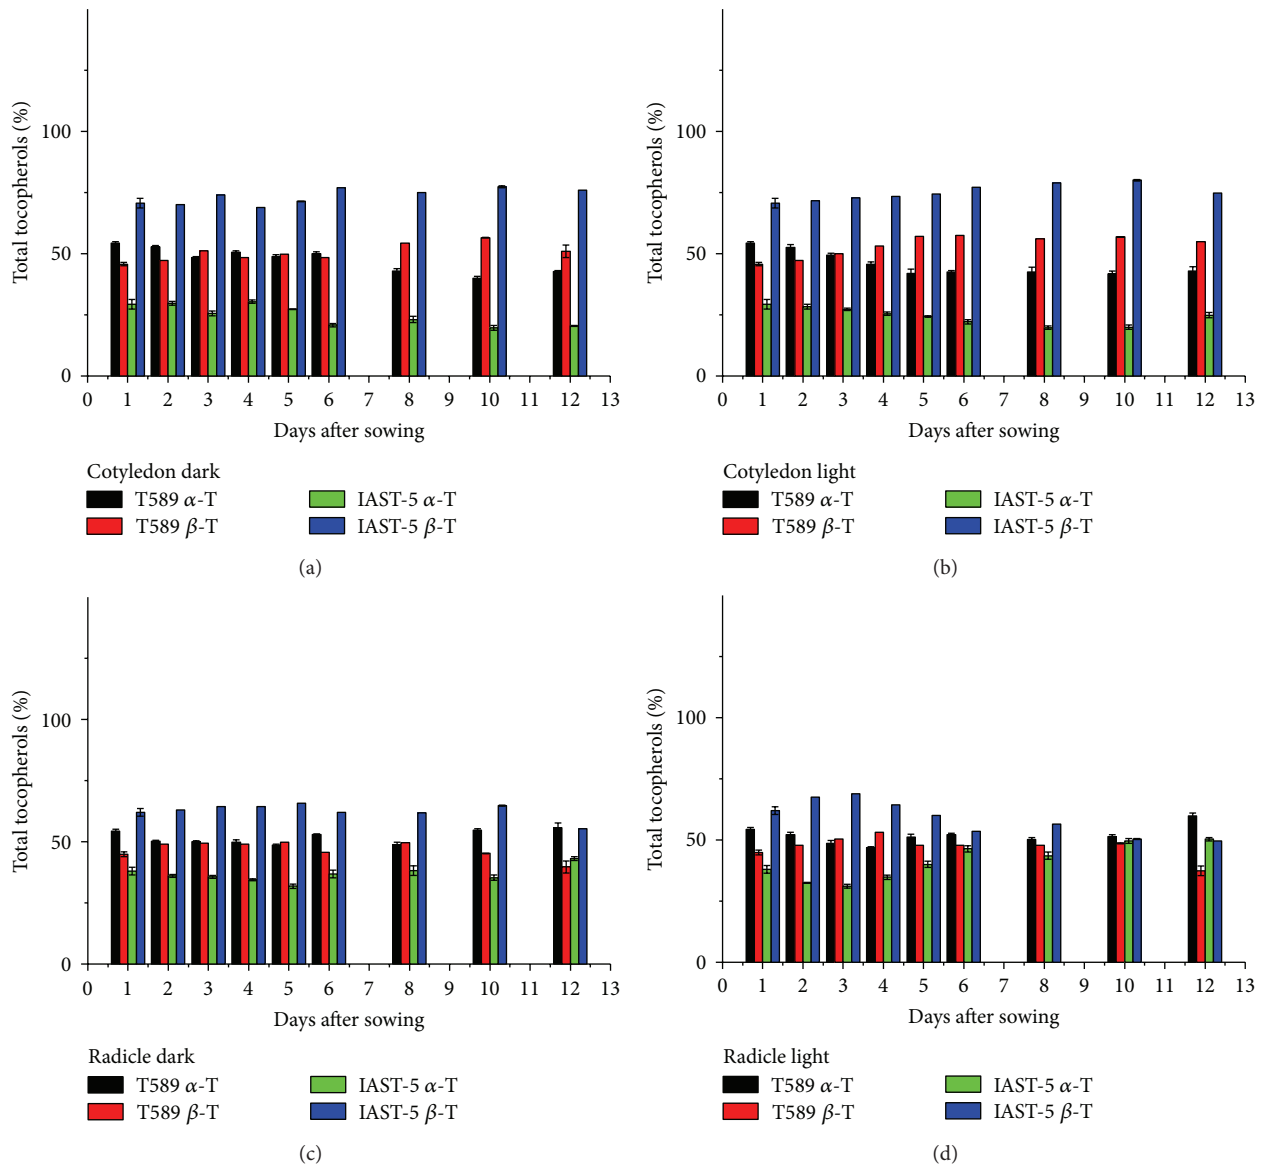 Total tocopherols (%)
100
50
0
0 1 2 3 4 5 6 7 8 9 10 11 12 13
Days after sowing
Cotyledon dark
T589 α-T
IAST-5 α-T
T589 β-T
IAST-5 β-T
(a)
Total tocopherols (%)
100
50
0
0 1 2 3 4 5 6 7 8 9 10 11 12 13
Days after sowing
Cotyledon light
T589 α-T
IAST-5 α-T
T589 β-T
IAST-5 β-T
(b)
Total tocopherols (%)
100
50
0
0 1 2 3 4 5 6 7 8 9 10 11 12 13
Days after sowing
Radicle dark
T589 α-T
IAST-5 α-T
T589 β-T
IAST-5 β-T
(c)
Total tocopherols (%)
100
50
0
0 1 2 3 4 5 6 7 8 9 10 11 12 13
Days after sowing
Radicle light
T589 α-T
IAST-5 α-T
T589 β-T
IAST-5 β-T
(d)